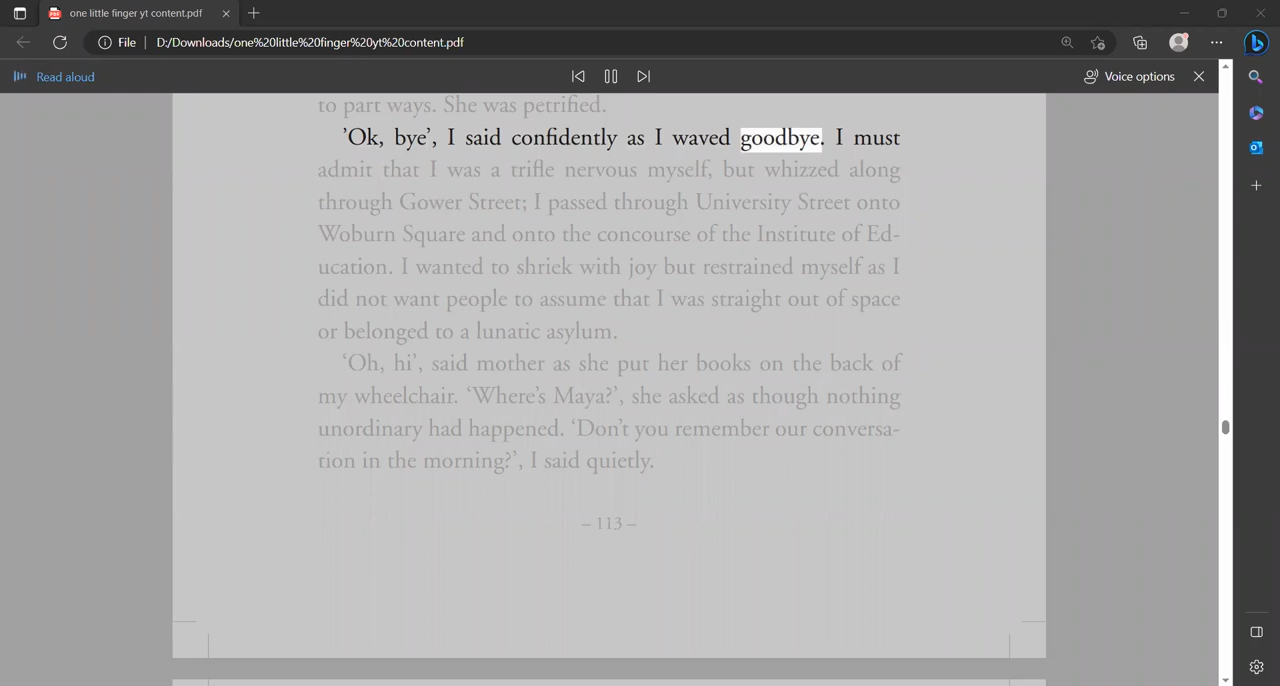 one little finger yt content.pdf
File
D:/Downloads/one%20little%20finger%20yt%20content.pdf
Read aloud
Voice options
to part ways. She was petrified.
’Ok, bye’, I said confidently as I waved goodbye. I must
admit that I was a trifle nervous myself, but whizzed along
through Gower Street; I passed through University Street onto
Woburn Square and onto the concourse of the Institute of Ed-
ucation. I wanted to shriek with joy but restrained myself as I
did not want people to assume that I was straight out of space
or belonged to a lunatic asylum.
‘Oh, hi’, said mother as she put her books on the back of
my wheelchair. ‘Where’s Maya?’, she asked as though nothing
unordinary had happened. ‘Don’t you remember our conversa-
tion in the morning?’, I said quietly.
– 113 –